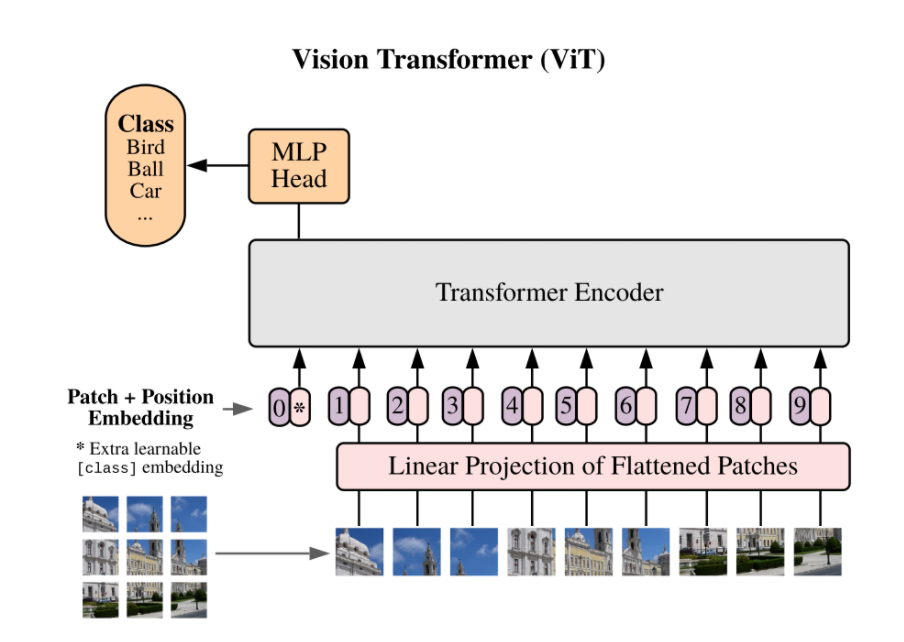 Vision Transformer (ViT)
Class
Bird
Ball
Car
...
MLP
Head
Transformer Encoder
Patch + Position
Embedding
0 * 1 2 3 4 5 6 7 8 9
* Extra learnable
[class] embedding
Linear Projection of Flattened Patches